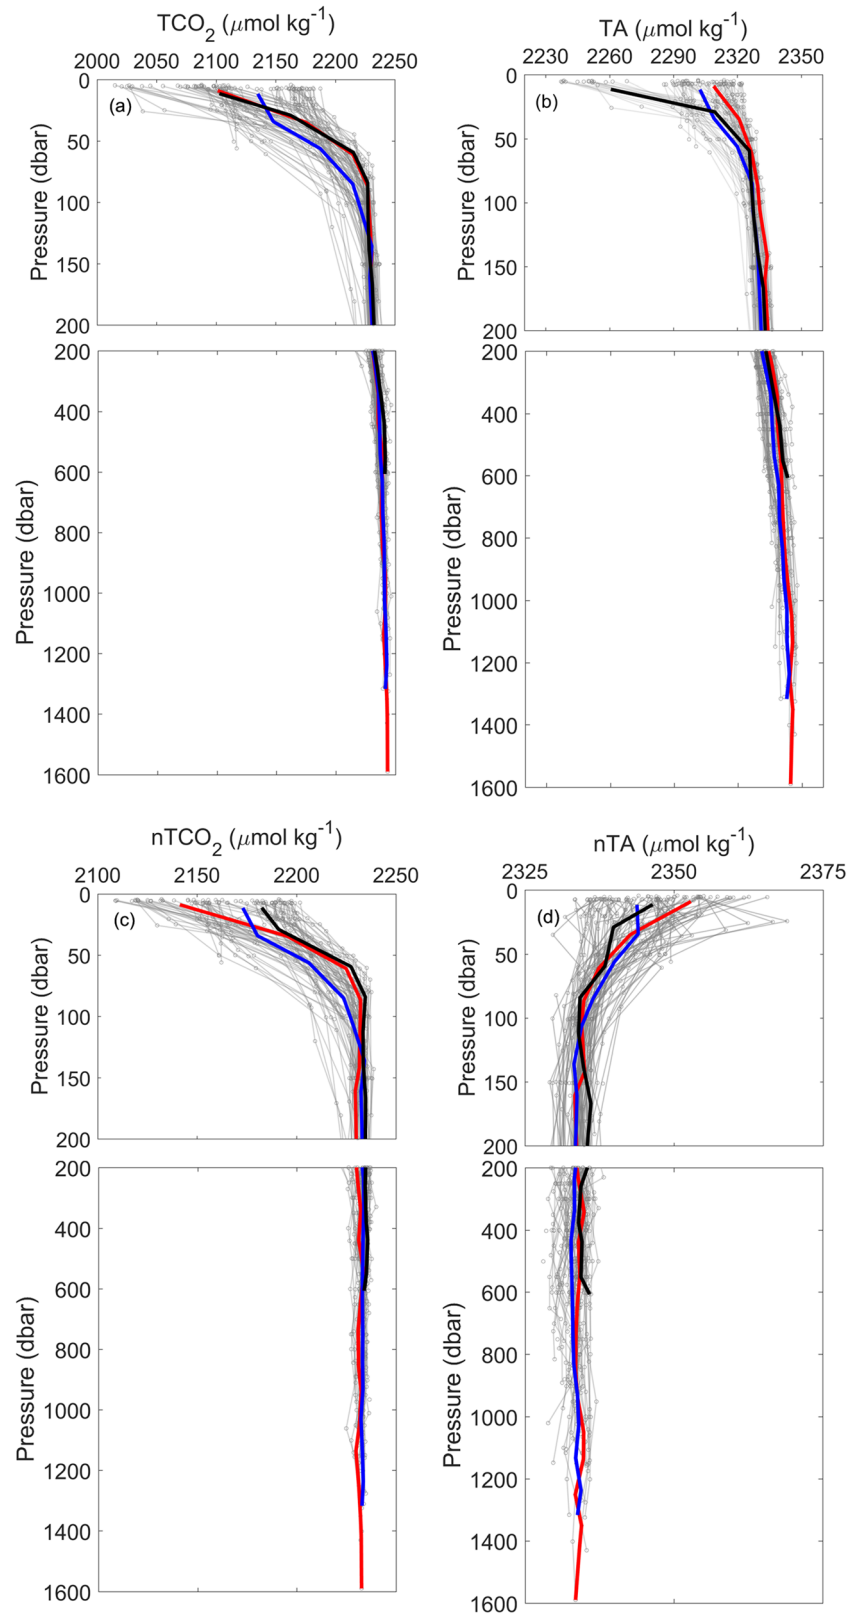 TCO2 (μmol kg-1)
2000 2050 2100 2150 2200 2250
0
50
100
150
200
Pressure (dbar)
(a)
200
400
600
800
1000
1200
1400
1600
Pressure (dbar)
TA (μmol kg-1)
2230 2260 2290 2320 2350
0
50
100
150
200
Pressure (dbar)
(b)
200
400
600
800
1000
1200
1400
1600
Pressure (dbar)
nTCO2 (μmol kg-1)
2100 2150 2200 2250
0
50
100
150
200
Pressure (dbar)
(c)
200
400
600
800
1000
1200
1400
1600
Pressure (dbar)
nTA (μmol kg-1)
2325 2350 2375
0
50
100
150
200
Pressure (dbar)
(d)
200
400
600
800
1000
1200
1400
1600
Pressure (dbar)